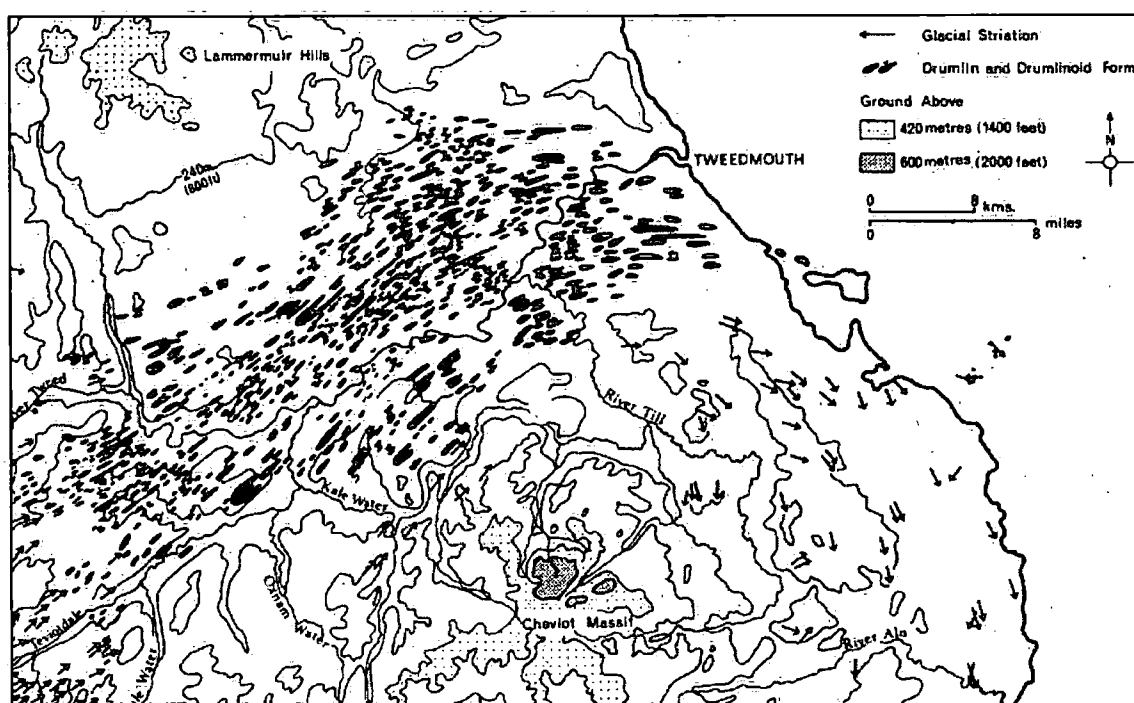 Lammermuir Hills
Glacial Striation
Drumlin and Drumlinoid Form
Ground Above
420 metres (1400 feet)
600 metres (2000 feet)
N
TWEEDMOUTH
240m
(800ft)
0 8 kms.
0 8 miles
Tweed
River Till
Kale Water
Oxnam Water
Cheviot Massif
River Aln
Water